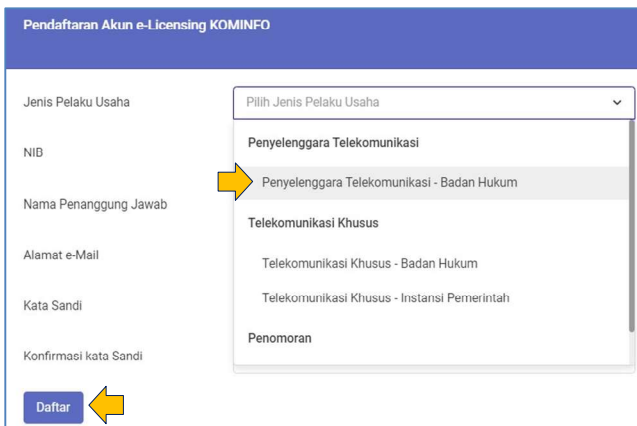 Pendaftaran Akun e-Licensing KOMINFO
Jenis Pelaku Usaha
Pilih Jenis Pelaku Usaha
NIB
Penyelenggara Telekomunikasi
Penyelenggara Telekomunikasi - Badan Hukum
Nama Penanggung Jawab
Telekomunikasi Khusus
Alamat e-Mail
Telekomunikasi Khusus - Badan Hukum
Kata Sandi
Telekomunikasi Khusus - Instansi Pemerintah
Penomoran
Konfirmasi kata Sandi
Daftar